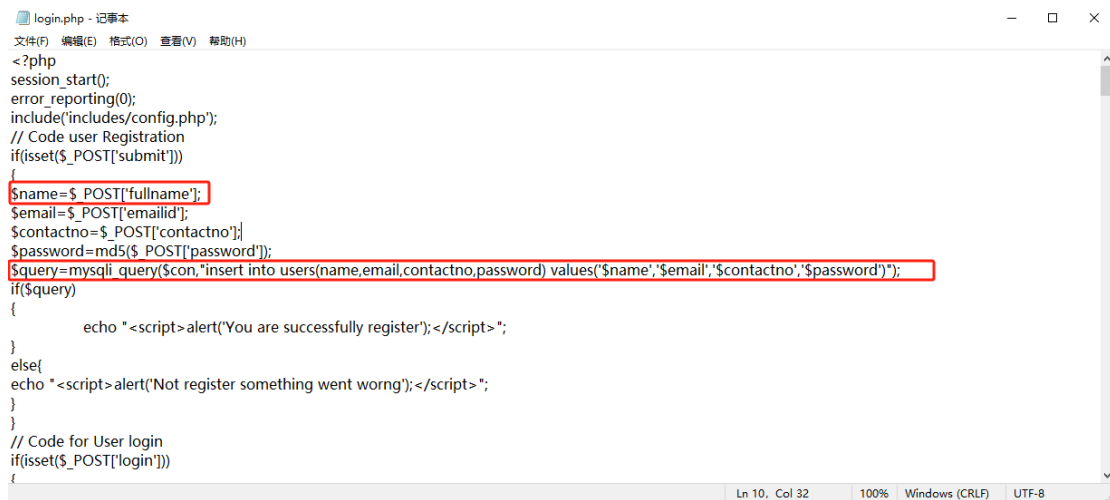 login.php - 记事本
文件(F) 编辑(E) 格式(O) 查看(V) 帮助(H)
<?php
session_start();
error_reporting(0);
include('includes/config.php');
// Code user Registration
if(isset($_POST['submit']))
{
$name=$_POST['fullname'];
$email=$_POST['emailid'];
$contactno=$_POST['contactno'];
$password=md5($_POST['password']);
$query=mysqli_query($con,"insert into users(name,email,contactno,password) values('$name','$email','$contactno','$password')");
if($query)
{
echo "<script>alert('You are successfully register');</script>";
}
else{
echo "<script>alert('Not register something went worng');</script>";
}
}
// Code for User login
if(isset($_POST['login']))
{
Ln 10, Col 32 100% Windows (CRLF) UTF-8